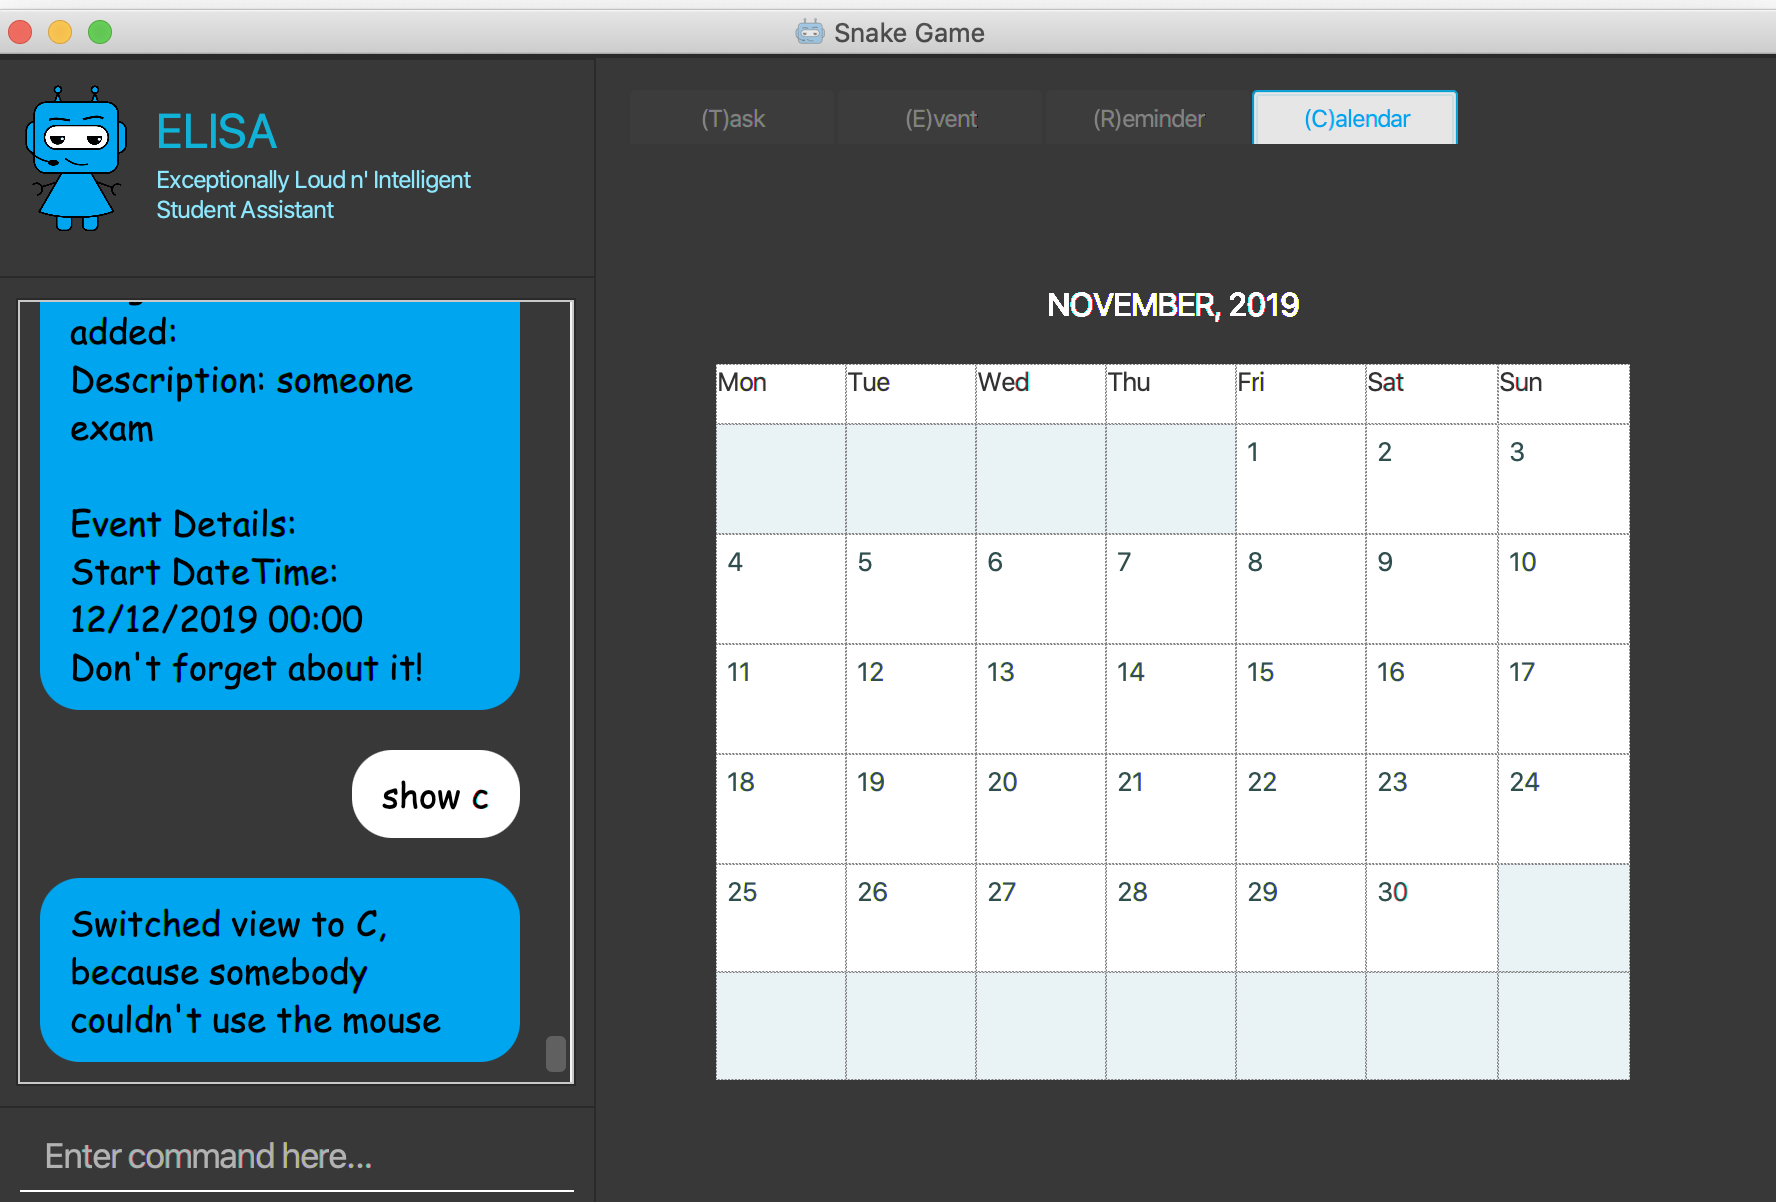 Snake Game
ELISA
Exceptionally Loud n' Intelligent
Student Assistant
added:
Description: someone
exam
Event Details:
Start DateTime:
12/12/2019 00:00
Don't forget about it!
show c
Switched view to C,
because somebody
couldn't use the mouse
Enter command here...
(T)ask (E)vent (R)eminder (C)alendar
NOVEMBER, 2019
Mon Tue Wed Thu Fri Sat Sun
1 2 3
4 5 6 7 8 9 10
11 12 13 14 15 16 17
18 19 20 21 22 23 24
25 26 27 28 29 30